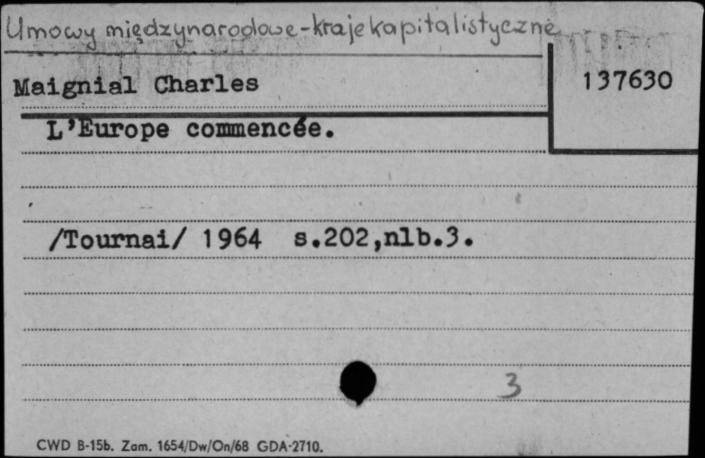 Umowy międzynarodowe-kraje kapitalistyczne
Maignial Charles
137630
L'Europe commencée.
/Tournai/ 1964 s.202,nlb.3.
3
CWD B-15b. Zam. 1654/Dw/On/68 GDA-2710.